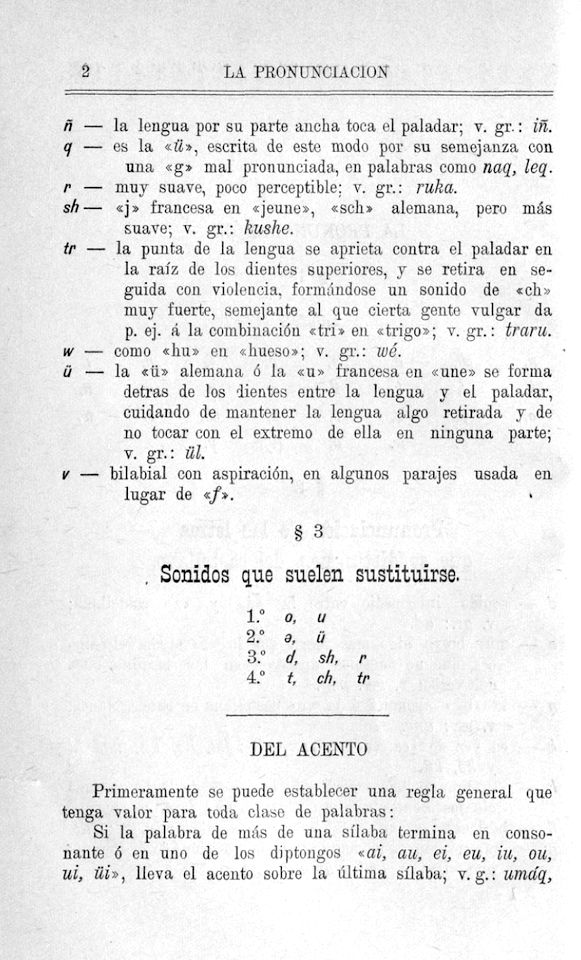 2 LA PRONUNCIACION
ñ — la lengua por su parte ancha toca el paladar; v. gr.: iñ.
q — es la «ü», escrita de este modo por su semejanza con
una «g» mal pronunciada, en palabras como naq, leq.
r — muy suave, poco perceptible; v. gr.: ruka.
sh — «j» francesa en «jeune», «sch» alemana, pero más
suave; v. gr.: kushe.
tr — la punta de la lengua se aprieta contra el paladar en
la raíz de los dientes superiores, y se retira en se-
guida con violencia, formándose un sonido de «ch»
muy fuerte, semejante al que cierta gente vulgar da
p. ej. á la combinación «tri» en «trigo»; v. gr.: traru.
w — como «hu» en «hueso»; v. gr.: wé.
ü — la «ü» alemana ó la «u» francesa en «une» se forma
detras de los dientes entre la lengua y el paladar,
cuidando de mantener la lengua algo retirada y de
no tocar con el extremo de ella en ninguna parte;
v. gr.: ül.
v — bilabial con aspiración, en algunos parajes usada en
lugar de «f».
§ 3
Sonidos que suelen sustituirse.
1.º o, u
2.º ə, ü
3.º d, sh, r
4.º t, ch, tr
DEL ACENTO
Primeramente se puede establecer una regla general que
tenga valor para toda clase de palabras:
Si la palabra de más de una sílaba termina en conso-
nante ó en uno de los diptongos «ai, au, ei, eu, iu, ou,
ui, üi», lleva el acento sobre la última sílaba; v. g.: umáq,